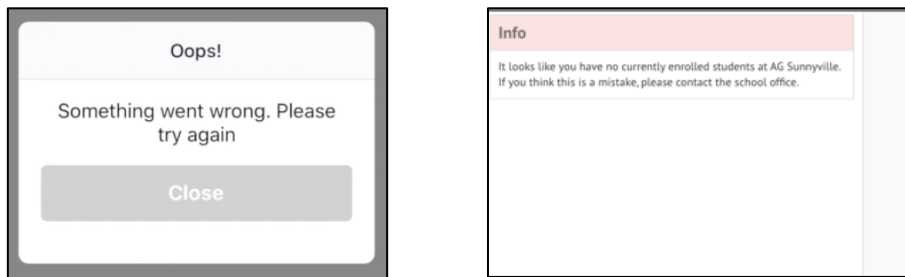 Oops!
Something went wrong. Please
try again
Close
Info
It looks like you have no currently enrolled students at AG Sunnyville.
If you think this is a mistake, please contact the school office.